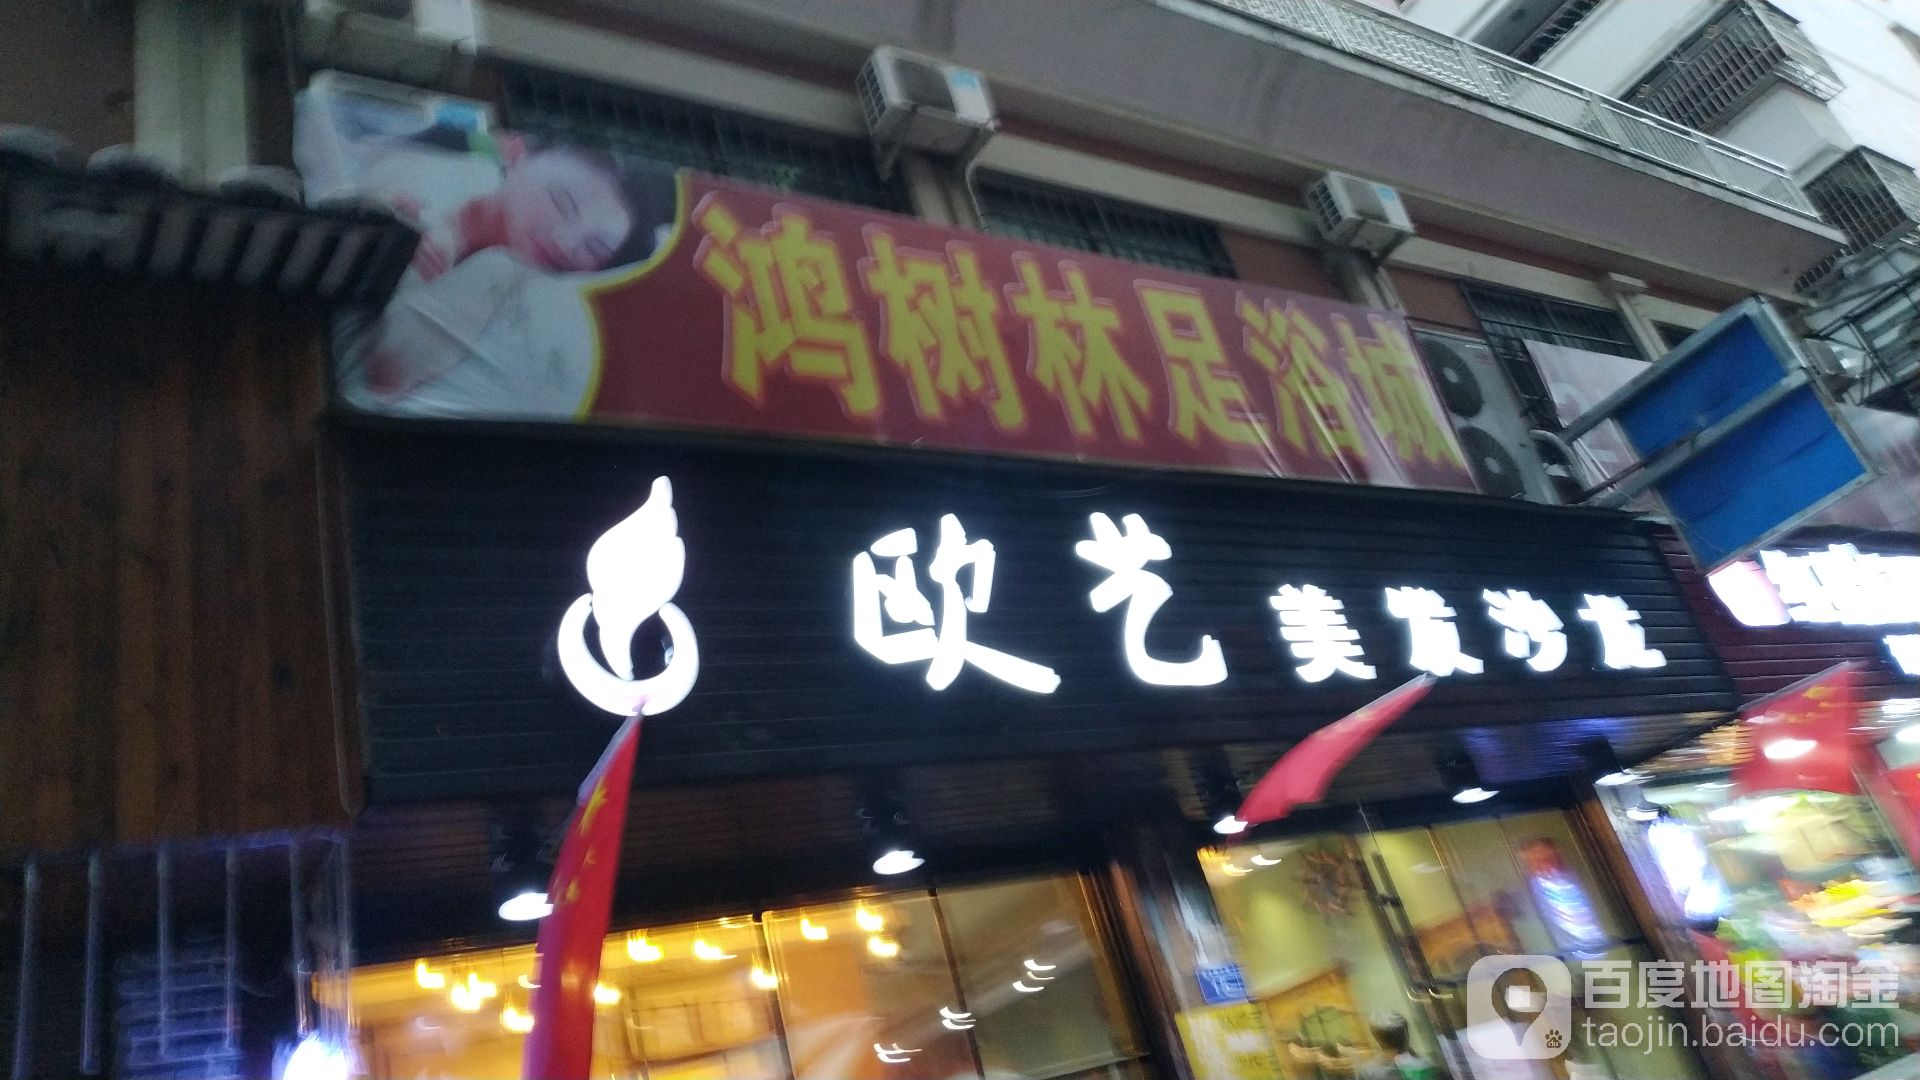 鸿树林足浴城
欧艺 美发沙龙
百度地图淘金
taojin.baidu.com